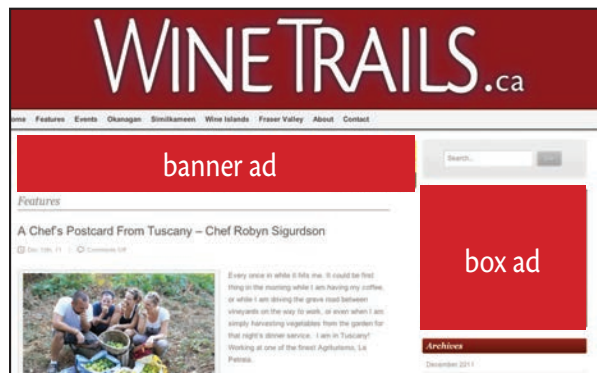 WINETRAILS.ca
ome Features Events Okanagan Similkameen Wine Islands Fraser Valley About Contact
banner ad
Search...
Features
A Chef's Postcard From Tuscany – Chef Robyn Sigurdson
Dec 19th, 11 | Comments Off
box ad
Every once in while it hits me. It could be first
thing in the morning while I am having my coffee,
or while I am driving the grave road between
vineyards on the way to work, or even when I am
simply harvesting vegetables from the garden for
that night's dinner service. I am in Tuscany!
Working at one of the finest Agriturismo, La
Petraia.
Archives
December 2011